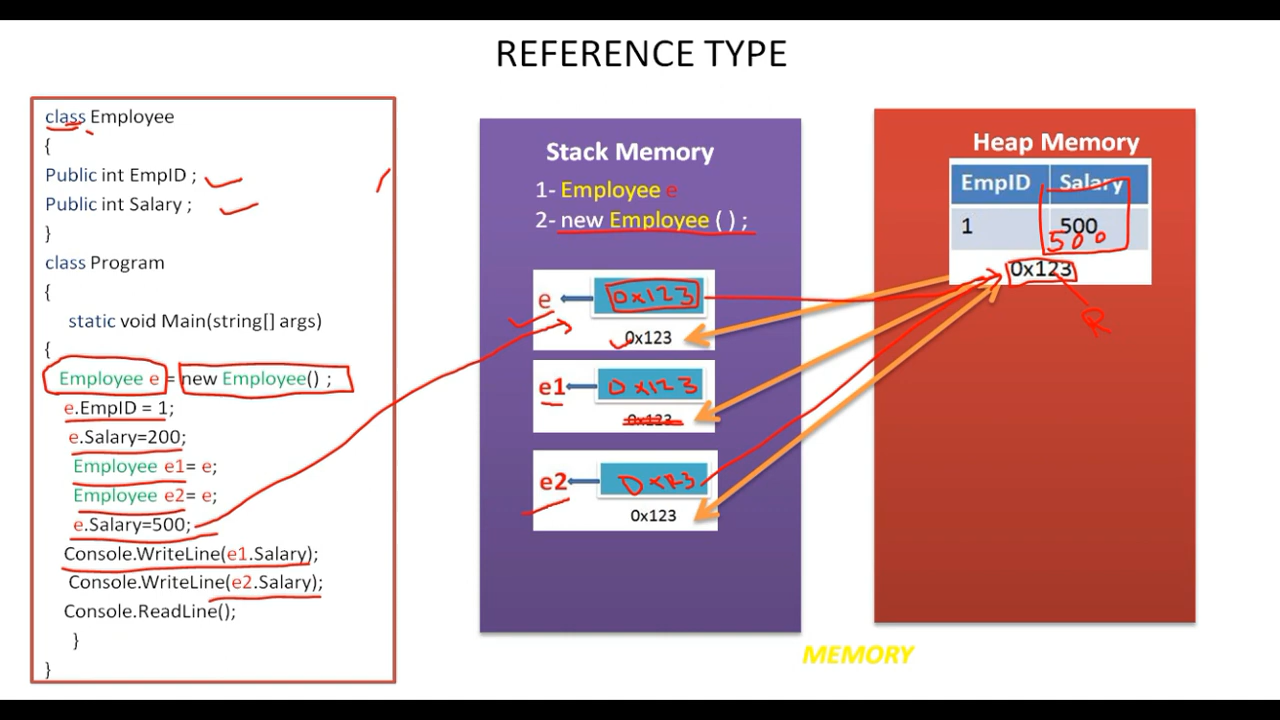 REFERENCE TYPE
class Employee
{
Public int EmpID ;
Public int Salary ;
}
class Program
{
static void Main(string[] args)
{
Employee e = new Employee() ;
e.EmpID = 1;
e.Salary=200;
Employee e1= e;
Employee e2= e;
e.Salary=500;
Console.WriteLine(e1.Salary);
Console.WriteLine(e2.Salary);
Console.ReadLine();
}
}
Stack Memory
1- Employee e
2- new Employee ( ) ;
e 0x123
0x123
e1 0x123
0x123
e2 0x123
0x123
Heap Memory
EmpID Salary
1 500
500
0x123
R
MEMORY